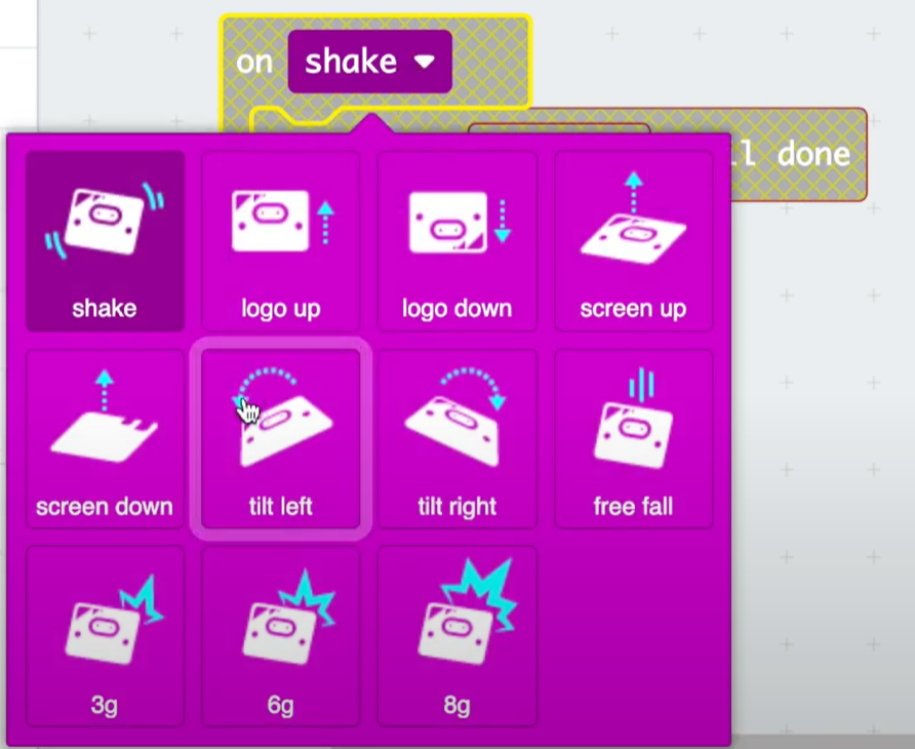 on shake
done
shake
logo up
logo down
screen up
screen down
tilt left
tilt right
free fall
3g
6g
8g